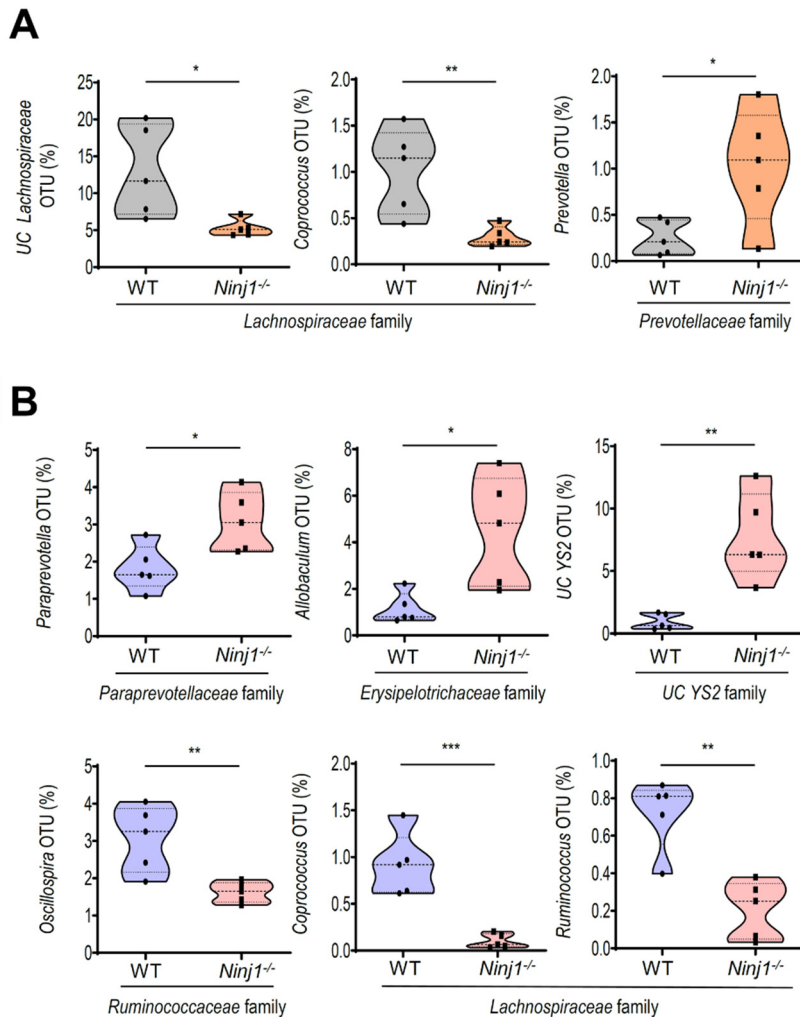 A
UC Lachnospiraceae
OTU (%)
25
20
15
10
5
0
*
WT
Ninj1-/-
Coprococcus OTU (%)
2.0
1.5
1.0
0.5
0.0
**
WT
Ninj1-/-
Lachnospiraceae family
Prevotella OTU (%)
2.0
1.5
1.0
0.5
0.0
*
WT
Ninj1-/-
Prevotellaceae family
B
Paraprevotella OTU (%)
5
4
3
2
1
0
*
WT
Ninj1-/-
Paraprevotellaceae family
Allobaculum OTU (%)
8
6
4
2
0
*
WT
Ninj1-/-
Erysipelotrichaceae family
UC YS2 OTU (%)
15
10
5
0
**
WT
Ninj1-/-
UC YS2 family
Oscillospira OTU (%)
5
4
3
2
1
0
**
WT
Ninj1-/-
Ruminococcaceae family
Coprococcus OTU (%)
2.0
1.5
1.0
0.5
0.0
***
WT
Ninj1-/-
Ruminococcus OTU (%)
1.0
0.8
0.6
0.4
0.2
0.0
**
WT
Ninj1-/-
Lachnospiraceae family